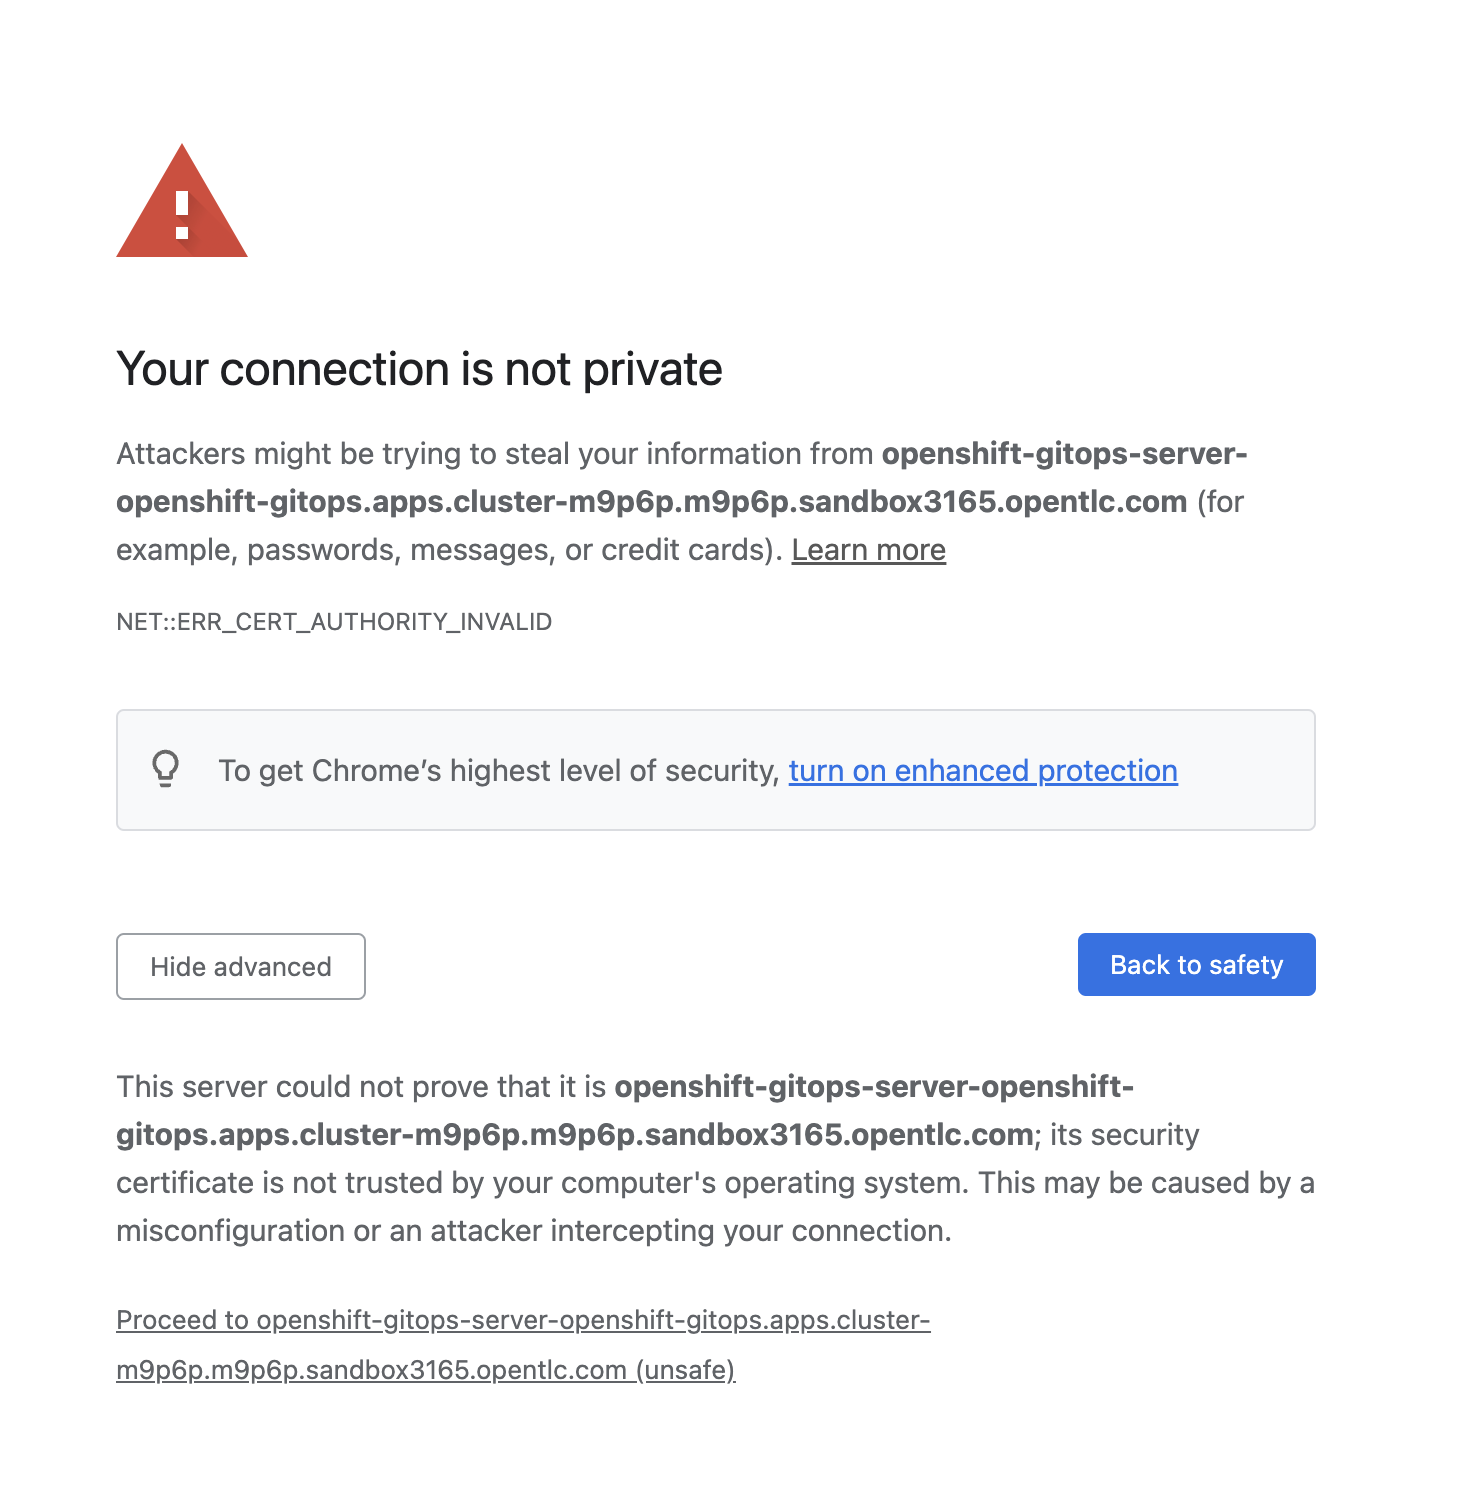 Your connection is not private
Attackers might be trying to steal your information from openshift-gitops-server-
openshift-gitops.apps.cluster-m9p6p.m9p6p.sandbox3165.opentlc.com (for
example, passwords, messages, or credit cards). Learn more
NET::ERR_CERT_AUTHORITY_INVALID
To get Chrome’s highest level of security, turn on enhanced protection
Hide advanced
Back to safety
This server could not prove that it is openshift-gitops-server-openshift-
gitops.apps.cluster-m9p6p.m9p6p.sandbox3165.opentlc.com; its security
certificate is not trusted by your computer's operating system. This may be caused by a
misconfiguration or an attacker intercepting your connection.
Proceed to openshift-gitops-server-openshift-gitops.apps.cluster-
m9p6p.m9p6p.sandbox3165.opentlc.com (unsafe)